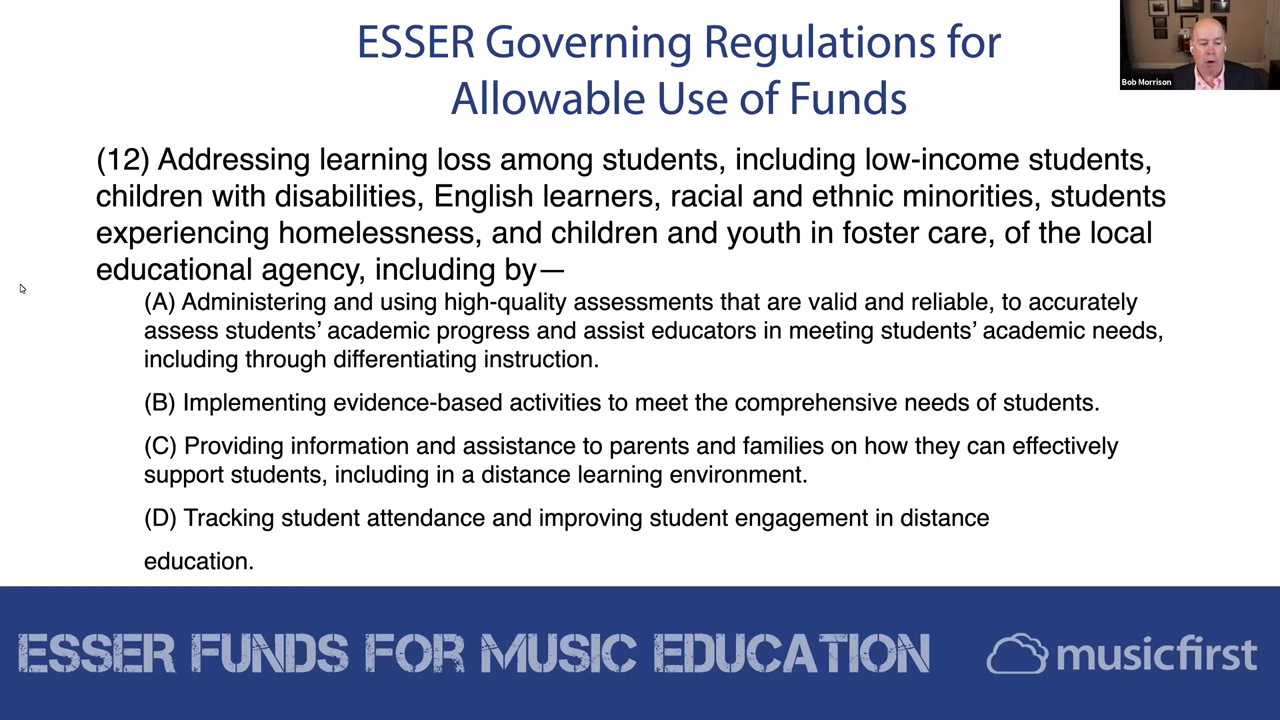 ESSER Governing Regulations for
Allowable Use of Funds
Bob Morrison
(12) Addressing learning loss among students, including low-income students,
children with disabilities, English learners, racial and ethnic minorities, students
experiencing homelessness, and children and youth in foster care, of the local
educational agency, including by—
(A) Administering and using high-quality assessments that are valid and reliable, to accurately
assess students’ academic progress and assist educators in meeting students’ academic needs,
including through differentiating instruction.
(B) Implementing evidence-based activities to meet the comprehensive needs of students.
(C) Providing information and assistance to parents and families on how they can effectively
support students, including in a distance learning environment.
(D) Tracking student attendance and improving student engagement in distance
education.
ESSER FUNDS FOR MUSIC EDUCATION
musicfirst